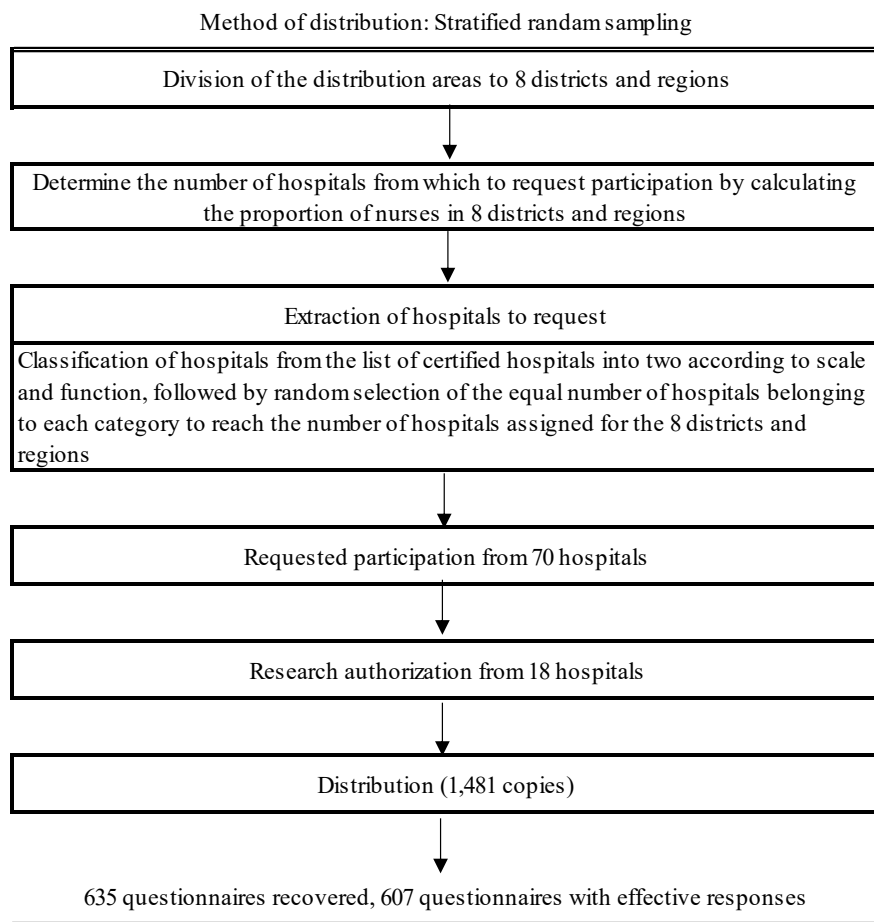 Method of distribution: Stratified randam sampling
Division of the distribution areas to 8 districts and regions
Determine the number of hospitals from which to request participation by calculating
the proportion of nurses in 8 districts and regions
Extraction of hospitals to request
Classification of hospitals from the list of certified hospitals into two according to scale
and function, followed by random selection of the equal number of hospitals belonging
to each category to reach the number of hospitals assigned for the 8 districts and
regions
Requested participation from 70 hospitals
Research authorization from 18 hospitals
Distribution (1,481 copies)
635 questionnaires recovered, 607 questionnaires with effective responses